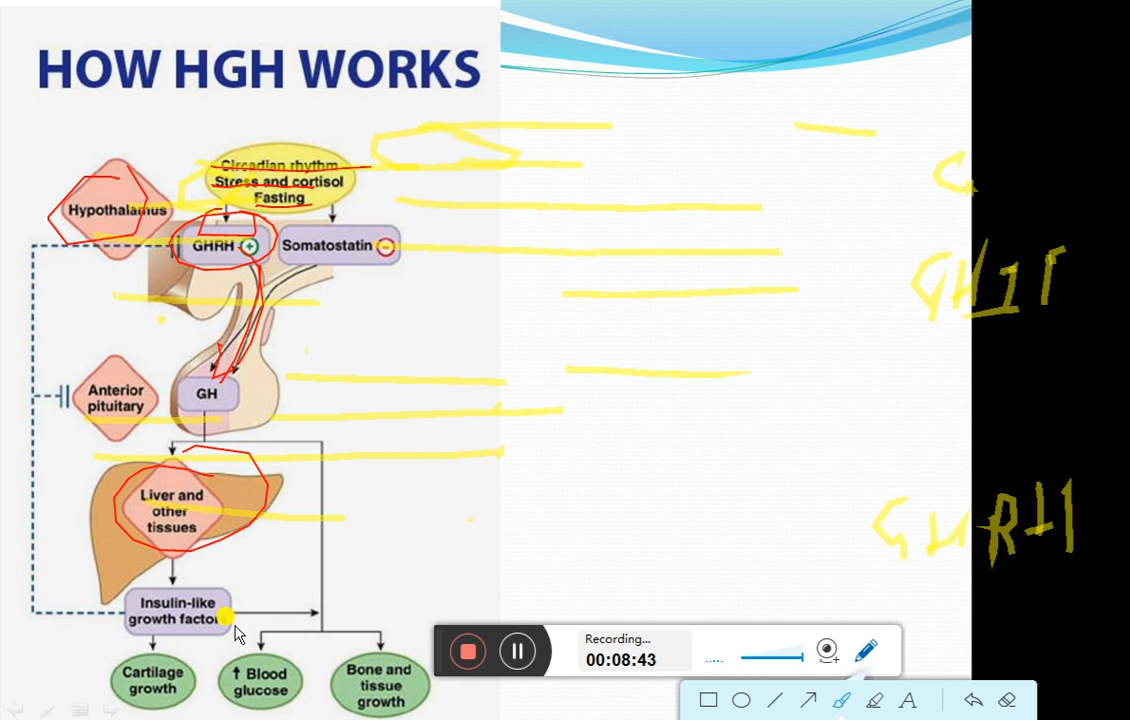 HOW HGH WORKS
Circadian rhythm
Stress and cortisol
Fasting
Hypothalamus
GHRH +
Somatostatin −
G
GHIT
Anterior
pituitary
GH
Liver and
other
tissues
GHRH
Insulin-like
growth factor
Cartilage
growth
↑ Blood
glucose
Bone and
tissue
growth
Recording...
00:08:43
A